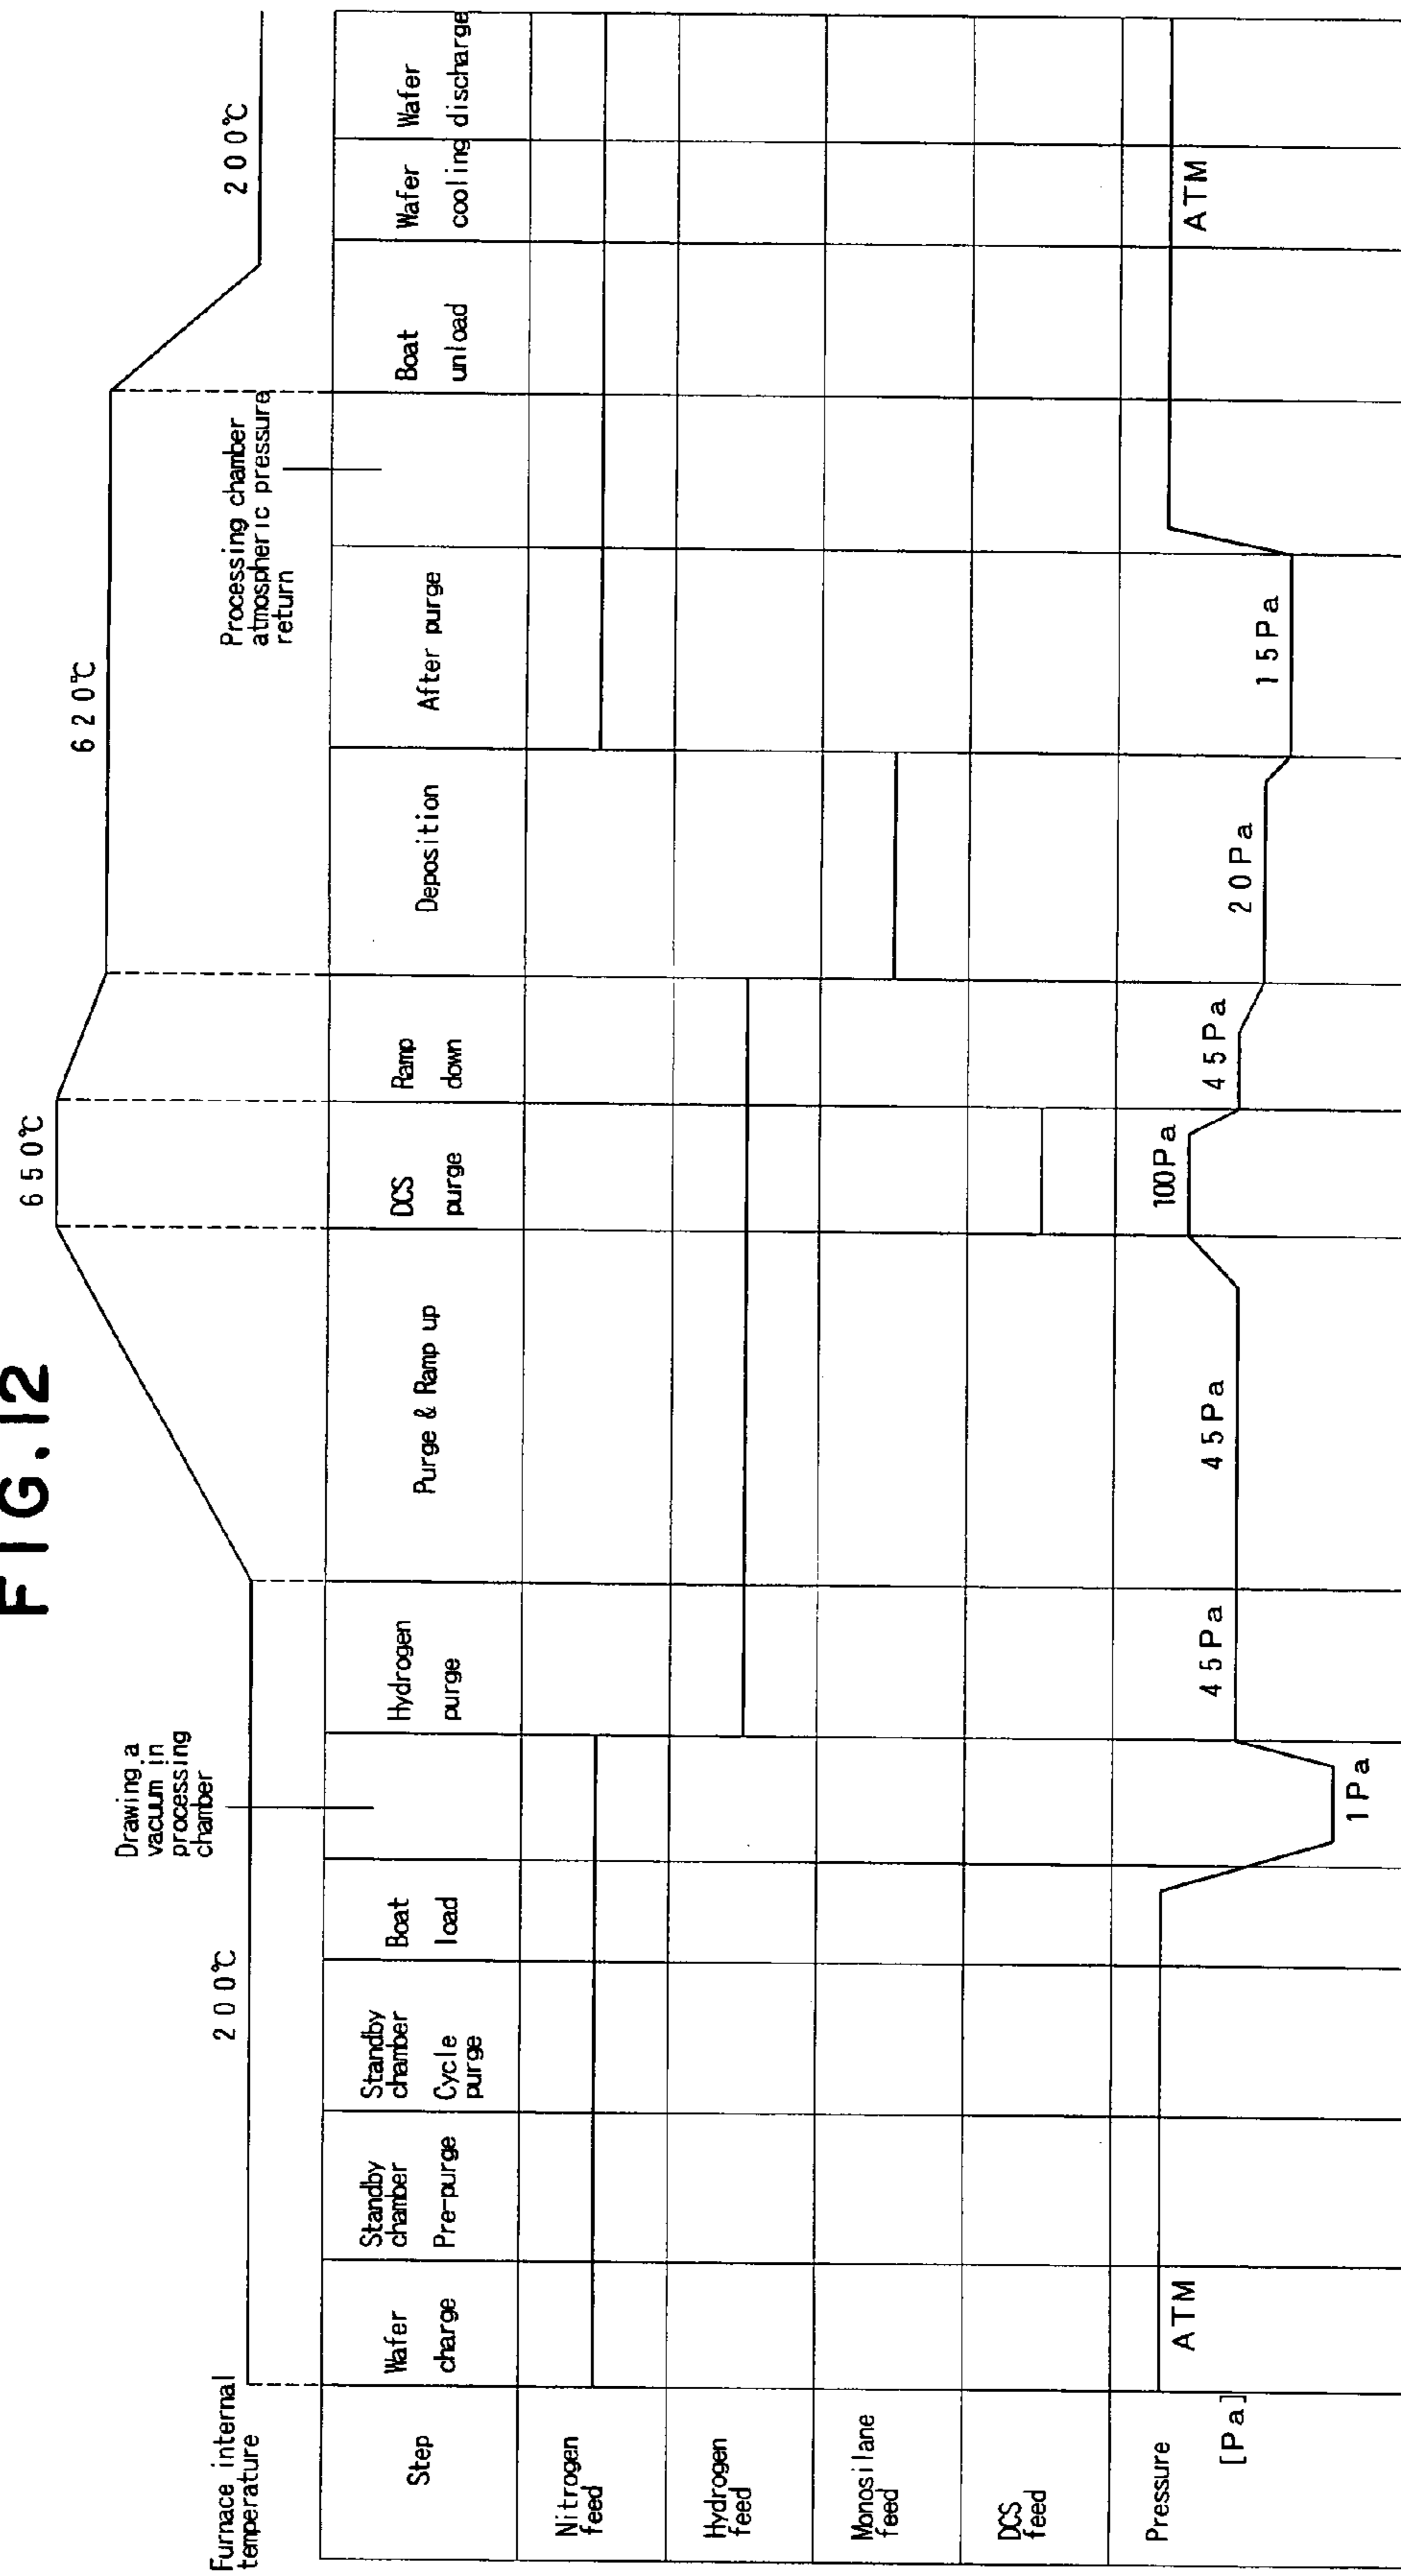 FIG.12
Furnace internal
temperature
200℃
650℃
620℃
200℃
Drawing a
vacuum in
processing
chamber
Processing chamber
atmospheric pressure
return
Step
Wafer
charge
Standby
chamber
Pre-purge
Standby
chamber
Cycle
purge
Boat
load
Hydrogen
purge
Purge & Ramp up
DCS
purge
Ramp
down
Deposition
After purge
Boat
unload
Wafer
cooling
Wafer
discharge
Nitrogen
feed
Hydrogen
feed
Monosilane
feed
DCS
feed
Pressure
[Pa]
ATM
1Pa
45Pa
45Pa
100Pa
45Pa
20Pa
15Pa
ATM